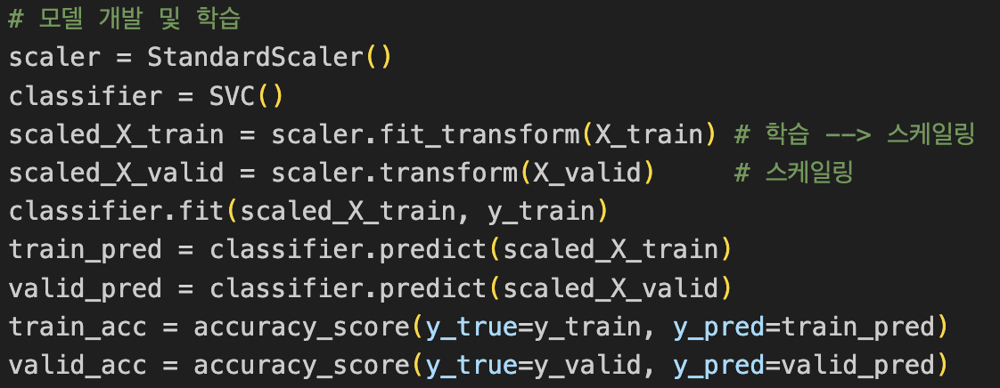 # 모델 개발 및 학습
scaler = StandardScaler()
classifier = SVC()
scaled_X_train = scaler.fit_transform(X_train) # 학습 --> 스케일링
scaled_X_valid = scaler.transform(X_valid)     # 스케일링
classifier.fit(scaled_X_train, y_train)
train_pred = classifier.predict(scaled_X_train)
valid_pred = classifier.predict(scaled_X_valid)
train_acc = accuracy_score(y_true=y_train, y_pred=train_pred)
valid_acc = accuracy_score(y_true=y_valid, y_pred=valid_pred)